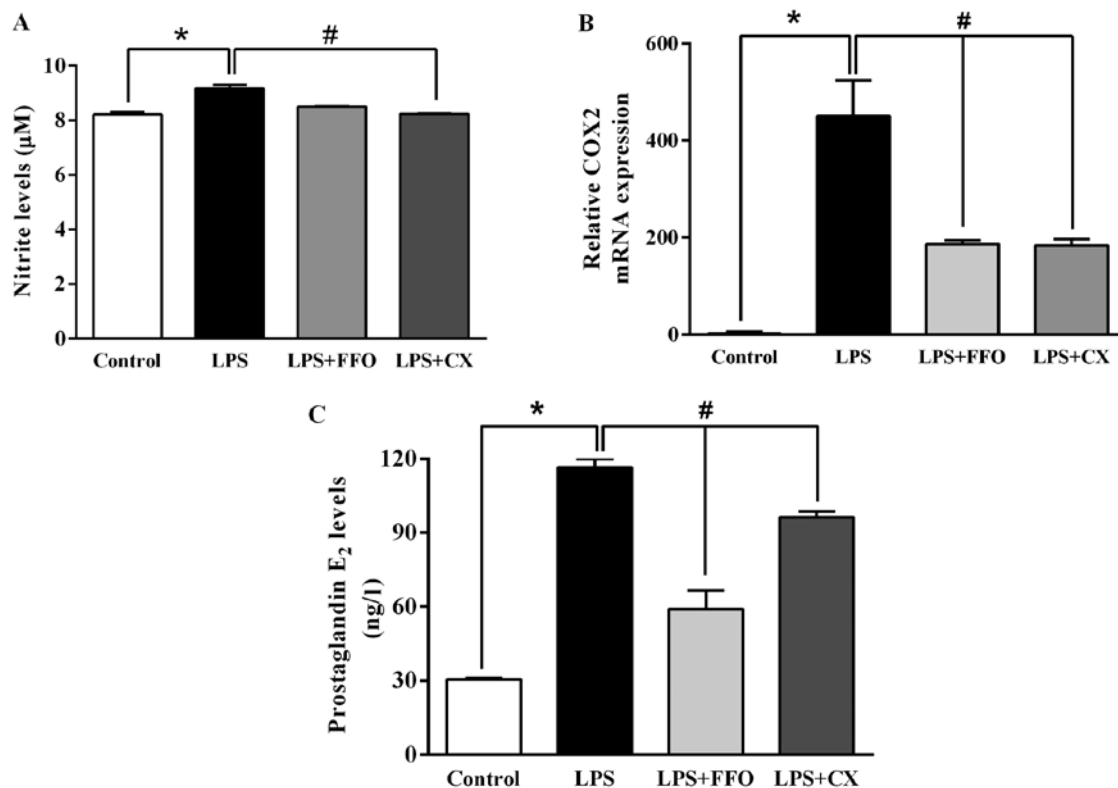 A
* #
Nitrite levels (µM)
10
8
6
4
2
0
Control LPS LPS+FFO LPS+CX
B
* #
Relative COX2
mRNA expression
600
400
200
0
Control LPS LPS+FFO LPS+CX
C
* #
Prostaglandin E₂ levels
(ng/l)
120
90
60
30
0
Control LPS LPS+FFO LPS+CX